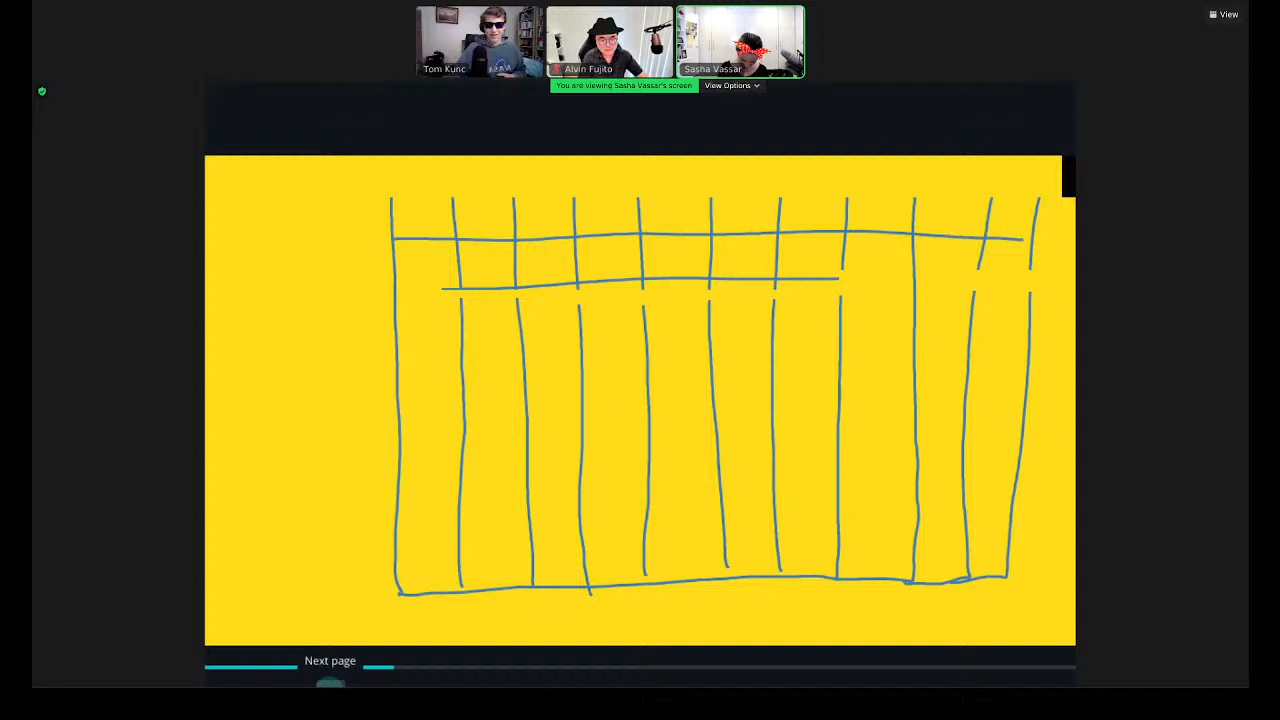 View
Tom Kunc
Alvin Fujito
Sasha Vassar
You are viewing Sasha Vassar's screen
View Options
Next page